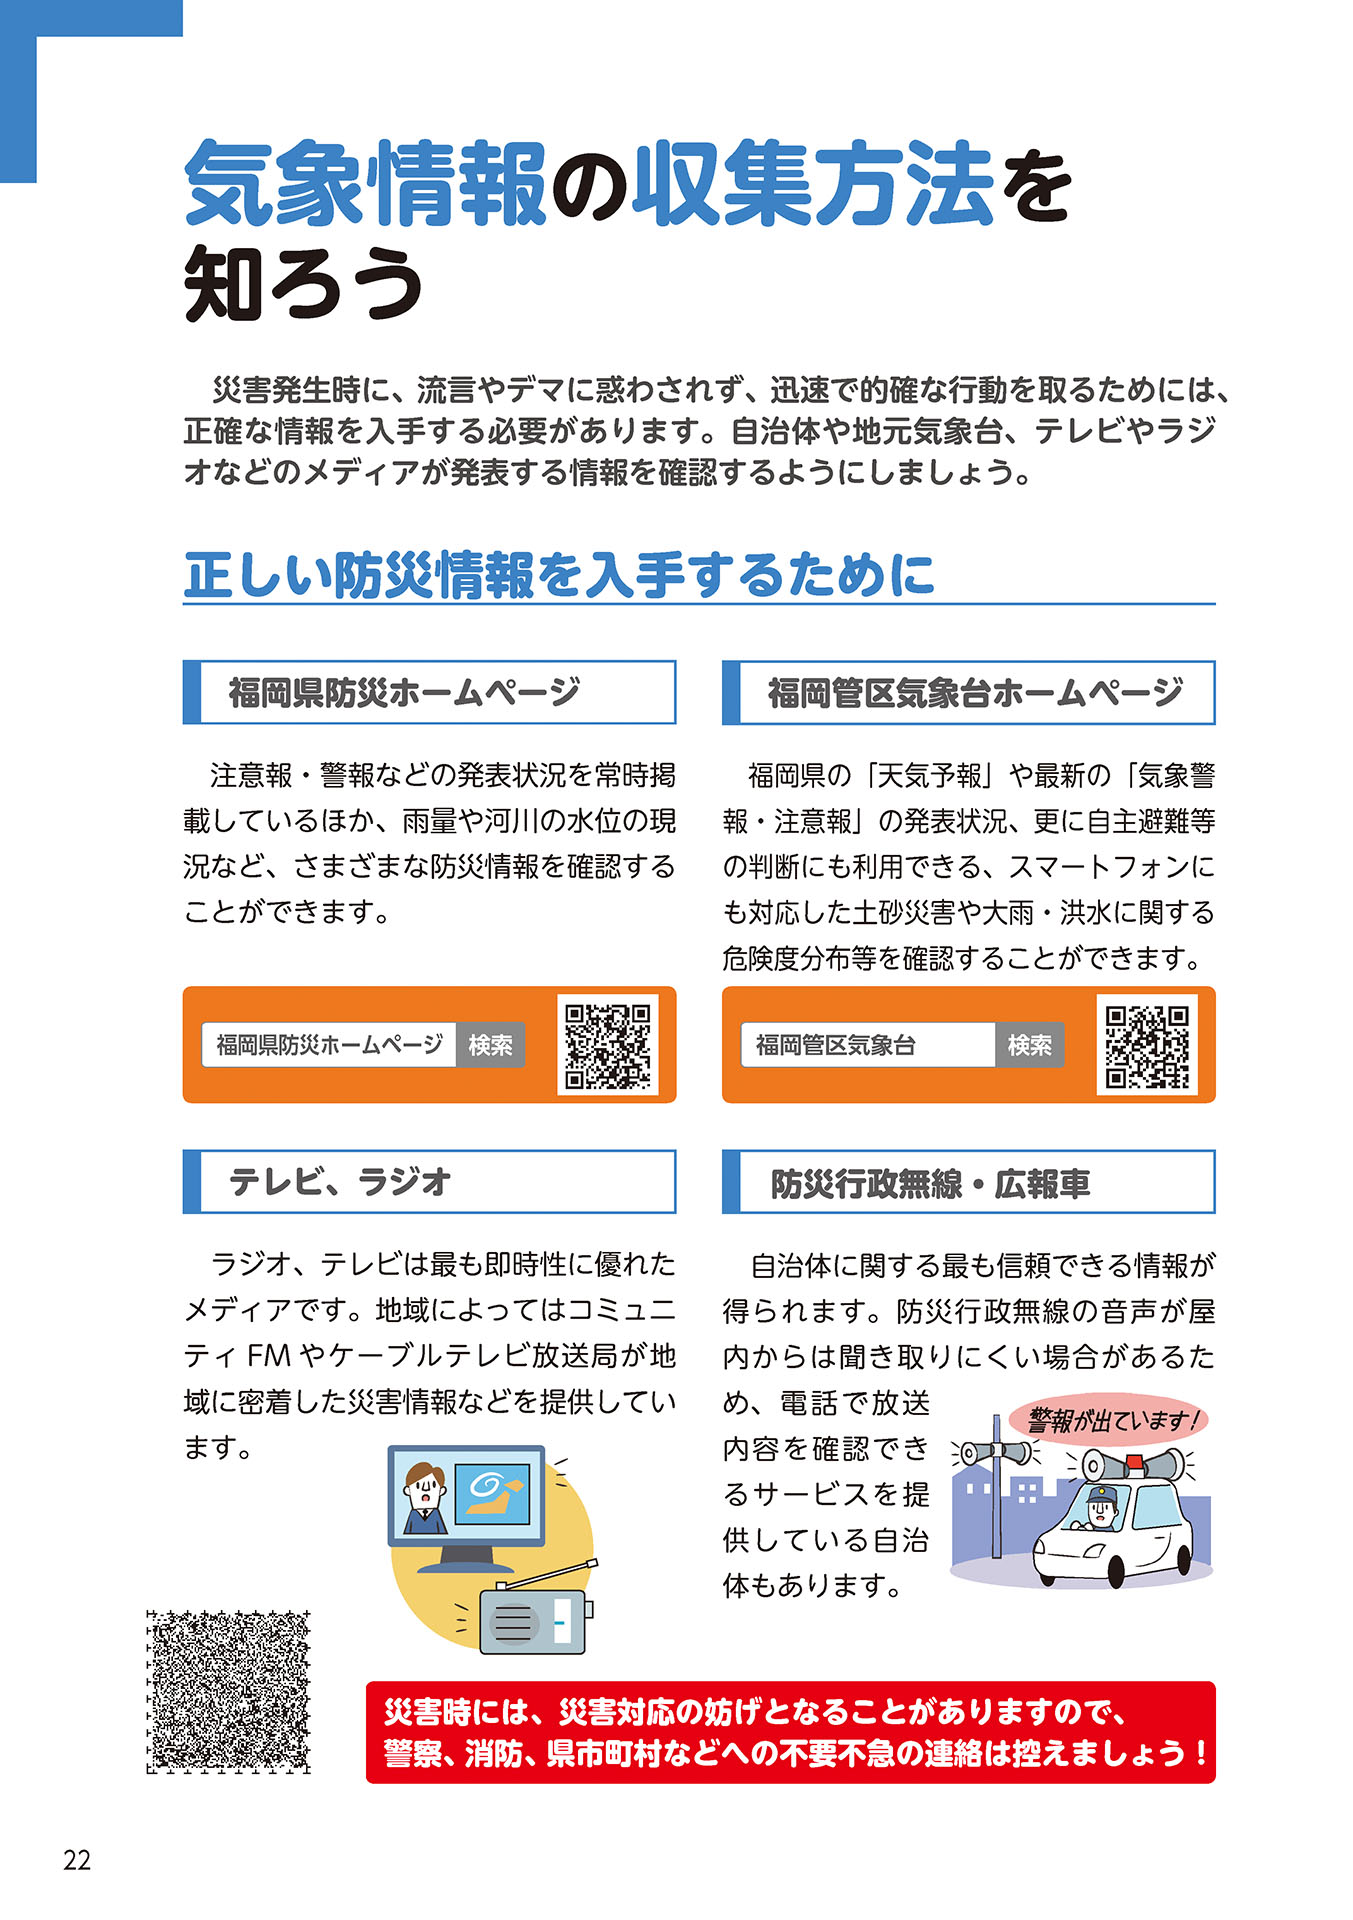 気象情報の収集方法を
知ろう
災害発生時に、流言やデマに惑わされず、迅速で的確な行動を取るためには、
正確な情報を入手する必要があります。自治体や地元気象台、テレビやラジ
オなどのメディアが発表する情報を確認するようにしましょう。
正しい防災情報を入手するために
福岡県防災ホームページ
注意報・警報などの発表状況を常時掲
載しているほか、雨量や河川の水位の現
況など、さまざまな防災情報を確認する
ことができます。
福岡県防災ホームページ 検索
福岡管区気象台ホームページ
福岡県の「天気予報」や最新の「気象警
報・注意報」の発表状況、更に自主避難等
の判断にも利用できる、スマートフォンに
も対応した土砂災害や大雨・洪水に関する
危険度分布等を確認することができます。
福岡管区気象台 検索
テレビ、ラジオ
ラジオ、テレビは最も即時性に優れた
メディアです。地域によってはコミュニ
ティFMやケーブルテレビ放送局が地
域に密着した災害情報などを提供してい
ます。
防災行政無線・広報車
自治体に関する最も信頼できる情報が
得られます。防災行政無線の音声が屋
内からは聞き取りにくい場合があるた
め、電話で放送
内容を確認でき
るサービスを提
供している自治
体もあります。
警報が出ています！
災害時には、災害対応の妨げとなることがありますので、
警察、消防、県市町村などへの不要不急の連絡は控えましょう！
22